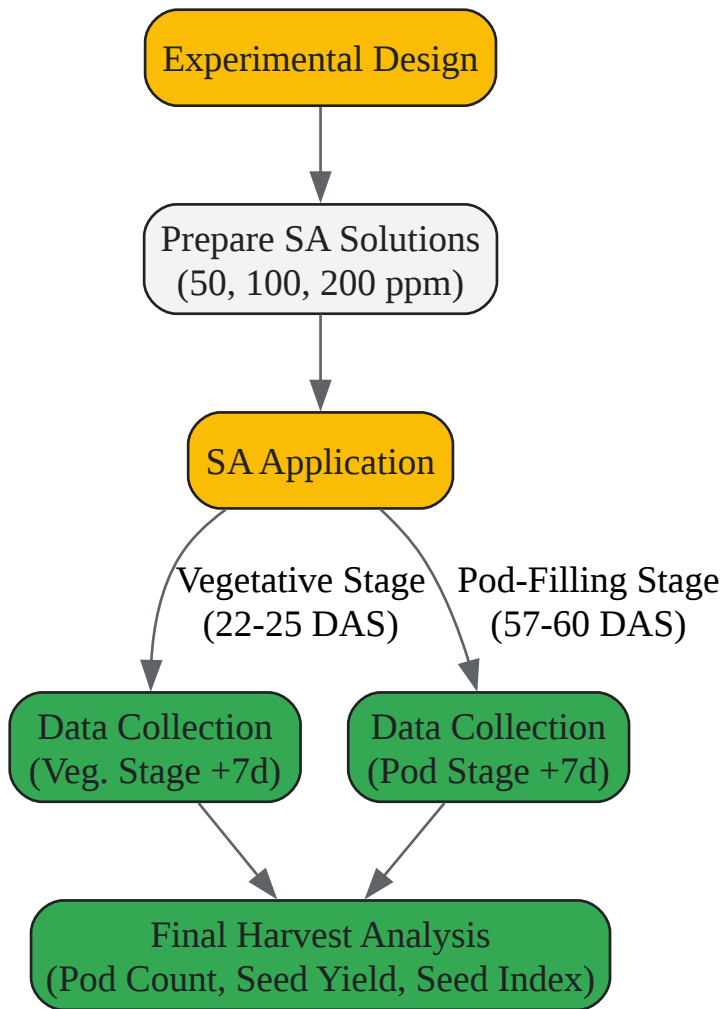 Experimental Design
Prepare SA Solutions
(50, 100, 200 ppm)
SA Application
Vegetative Stage
(22-25 DAS)
Pod-Filling Stage
(57-60 DAS)
Data Collection
(Veg. Stage +7d)
Data Collection
(Pod Stage +7d)
Final Harvest Analysis
(Pod Count, Seed Yield, Seed Index)